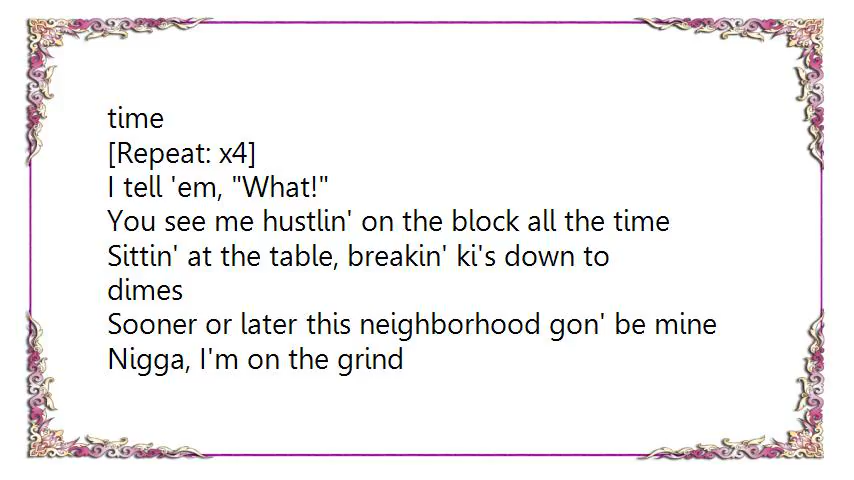 time
[Repeat: x4]
I tell 'em, "What!"
You see me hustlin' on the block all the time
Sittin' at the table, breakin' ki's down to
dimes
Sooner or later this neighborhood gon' be mine
Nigga, I'm on the grind